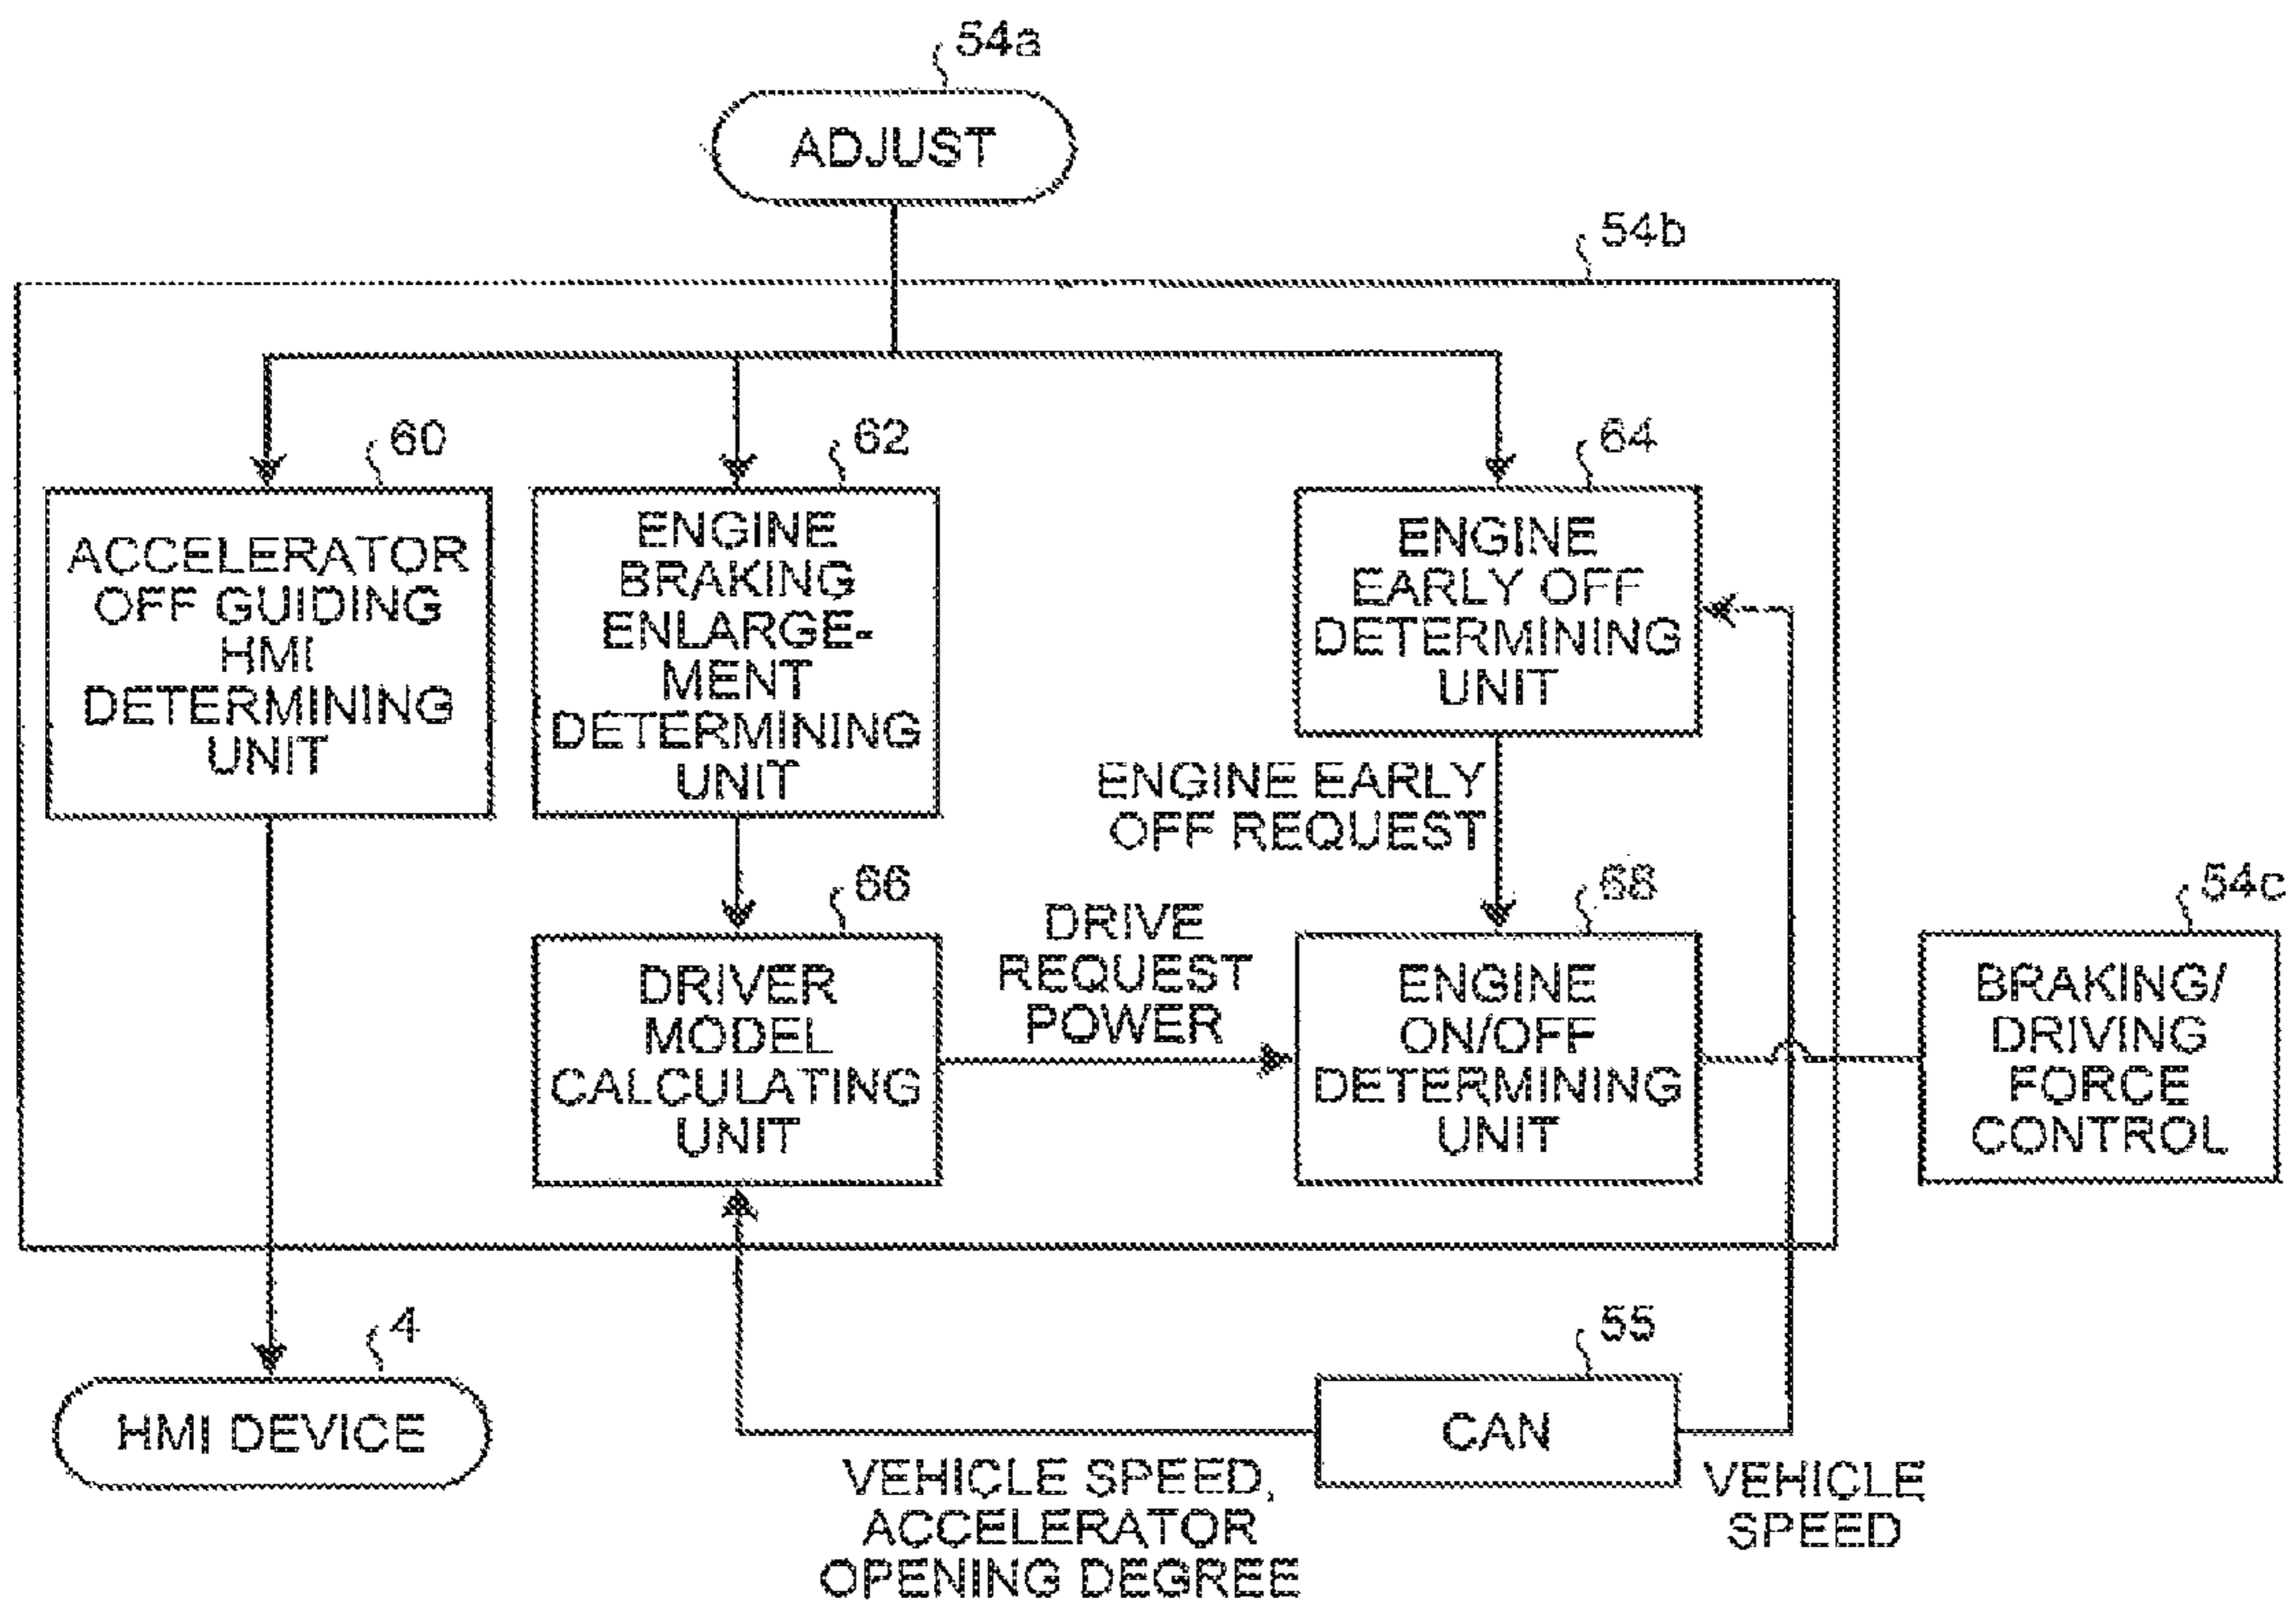 54a
ADJUST
54b
60
62
64
ACCELERATOR
OFF GUIDING
HMI
DETERMINING
UNIT
ENGINE
BRAKING
ENLARGE-
MENT
DETERMINING
UNIT
ENGINE
EARLY OFF
DETERMINING
UNIT
ENGINE EARLY
OFF REQUEST
66
68
54c
DRIVER
MODEL
CALCULATING
UNIT
DRIVE
REQUEST
POWER
ENGINE
ON/OFF
DETERMINING
UNIT
BRAKING/
DRIVING
FORCE
CONTROL
4
55
HMI DEVICE
CAN
VEHICLE SPEED,
ACCELERATOR
OPENING DEGREE
VEHICLE
SPEED